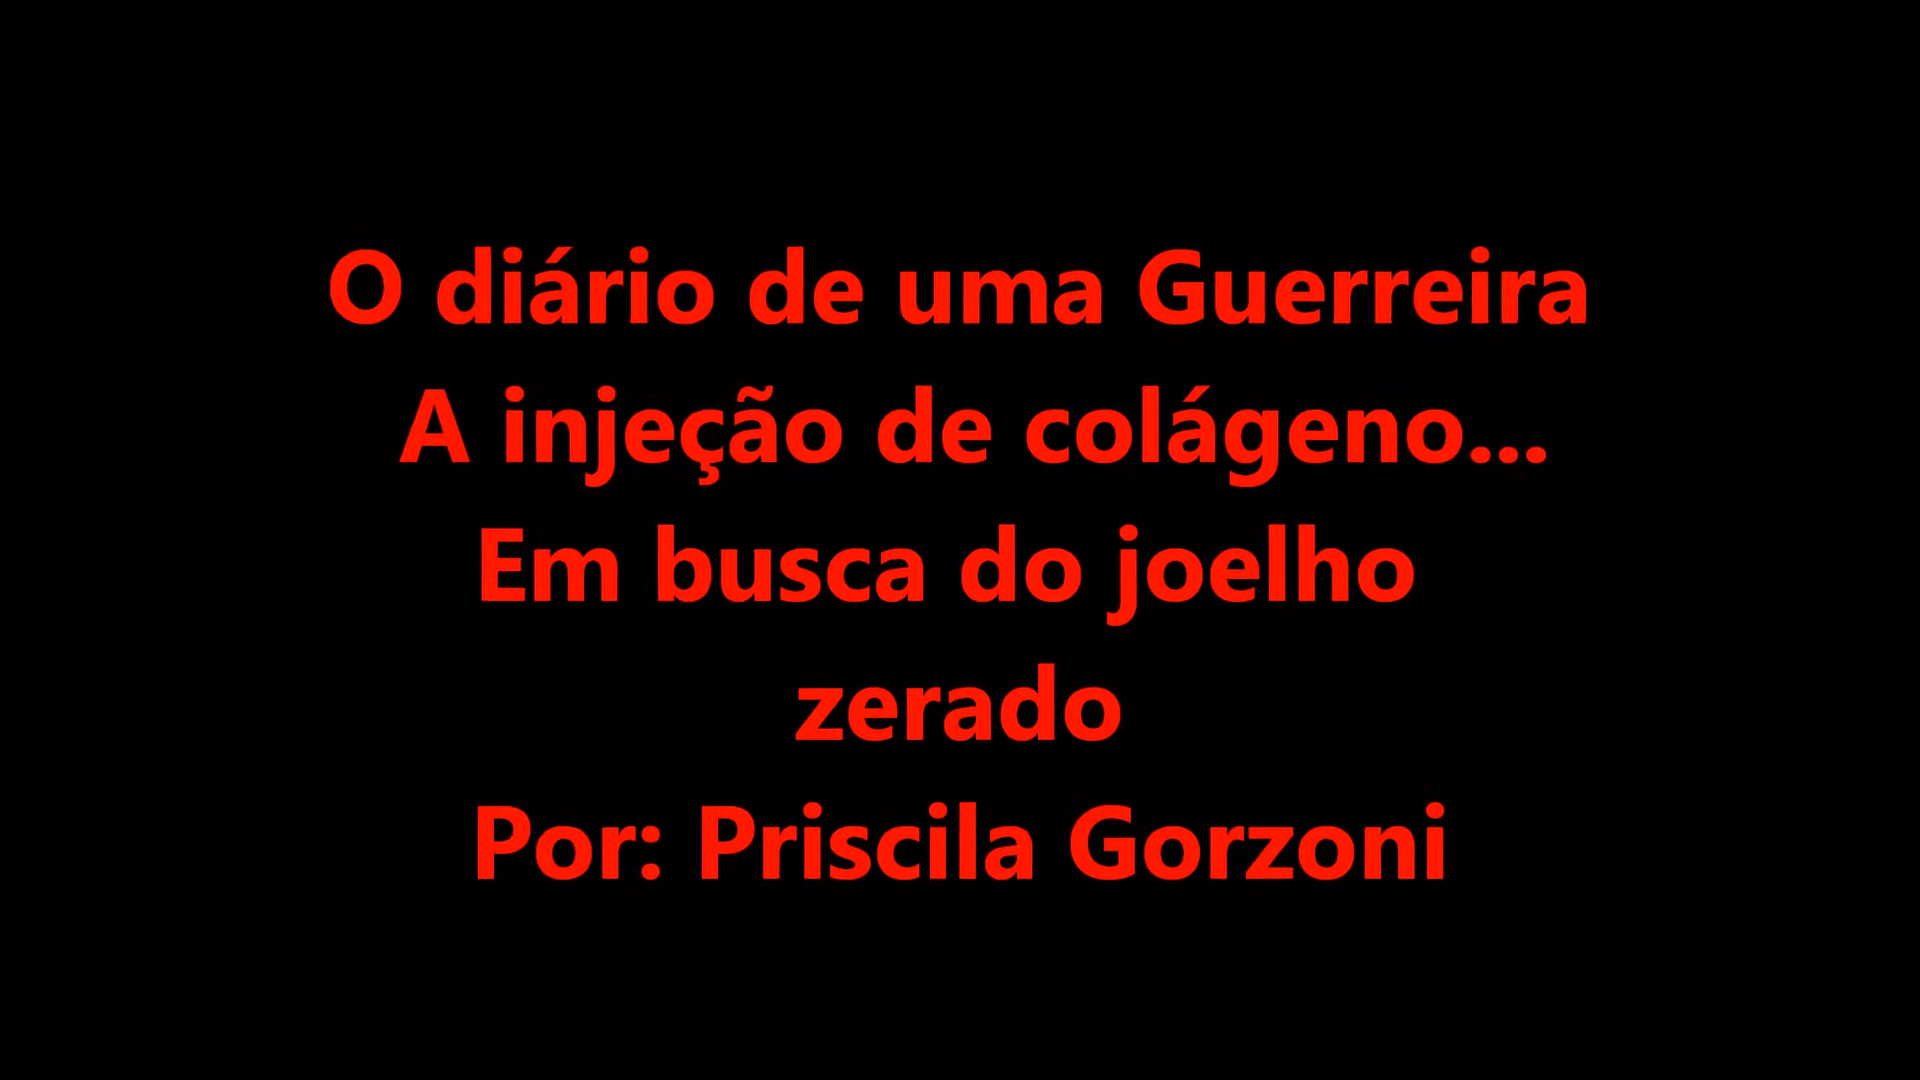 O diário de uma Guerreira
A injeção de colágeno...
Em busca do joelho
zerado
Por: Priscila Gorzoni